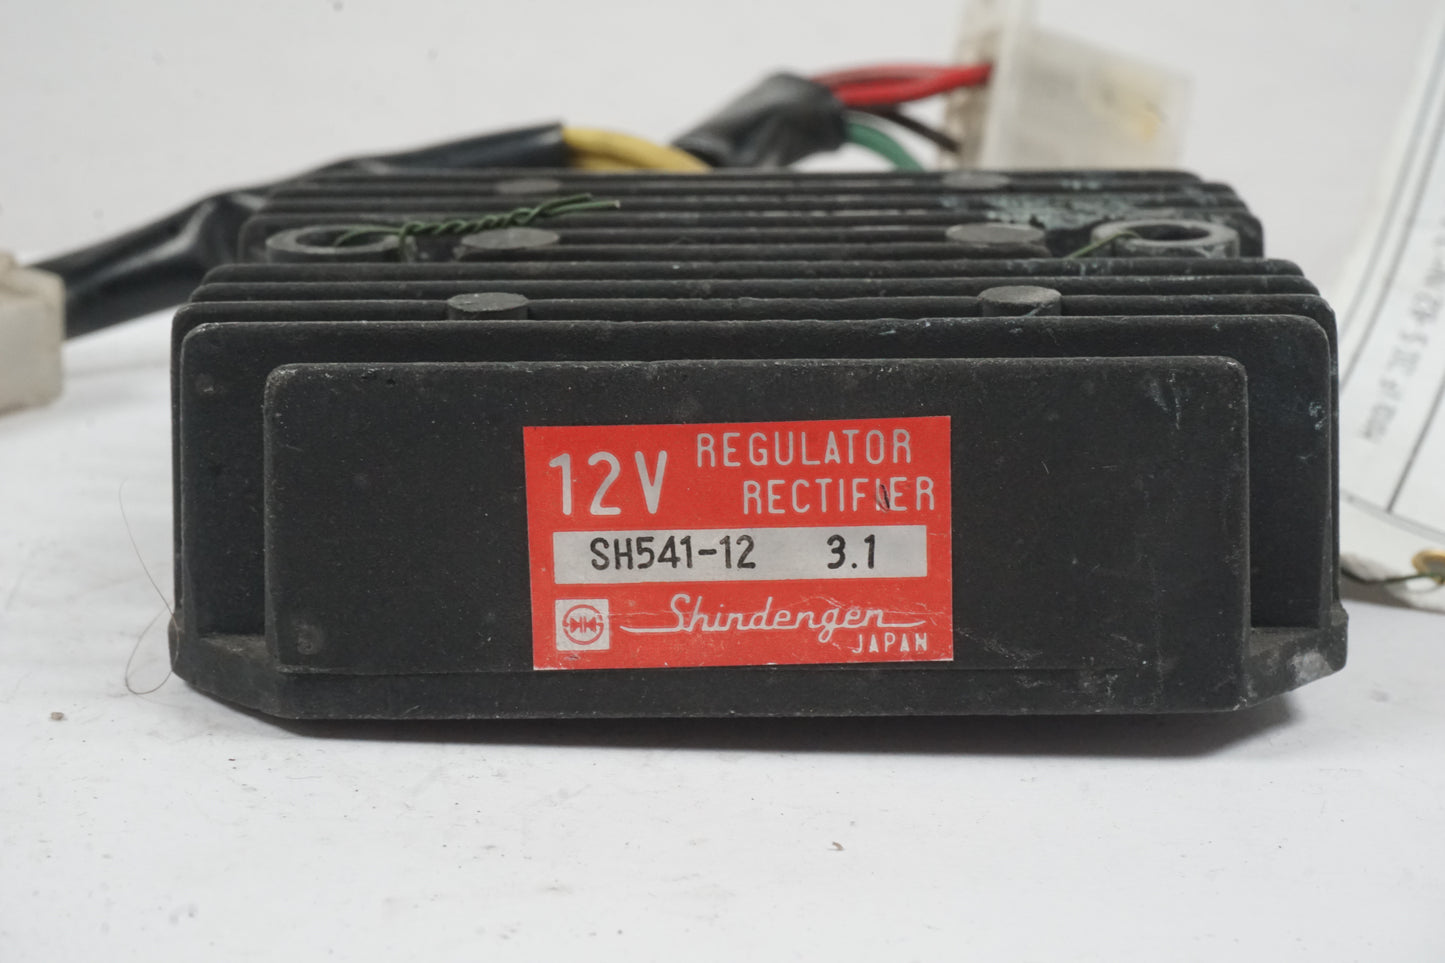 12V REGULATOR
RECTIFIER
SH541-12 3.1
Shindengen
JAPAN